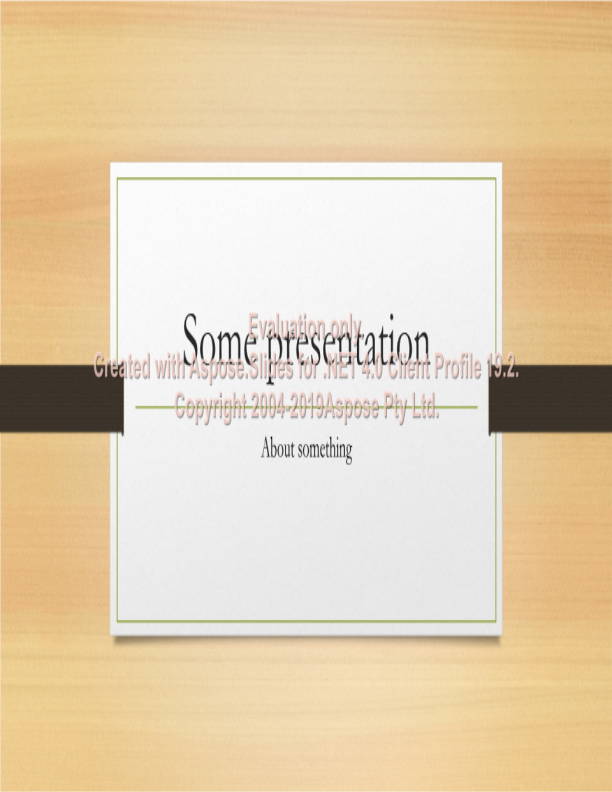 Some presentation
Evaluation only.
Created with Aspose.Slides for .NET 4.0 Client Profile 19.2.
Copyright 2004-2019Aspose Pty Ltd.
About something